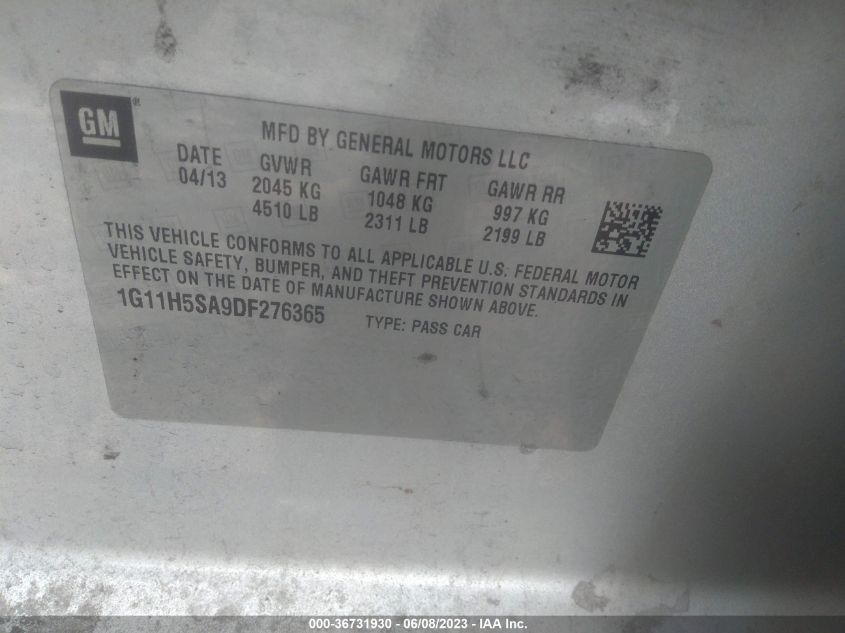 GM ®
MFD BY GENERAL MOTORS LLC
DATE GVWR GAWR FRT GAWR RR
04/13 2045 KG 1048 KG 997 KG
4510 LB 2311 LB 2199 LB
THIS VEHICLE CONFORMS TO ALL APPLICABLE U.S. FEDERAL MOTOR
VEHICLE SAFETY, BUMPER, AND THEFT PREVENTION STANDARDS IN
EFFECT ON THE DATE OF MANUFACTURE SHOWN ABOVE.
1G11H5SA9DF276365 TYPE: PASS CAR
000-36731930 - 06/08/2023 - IAA Inc.